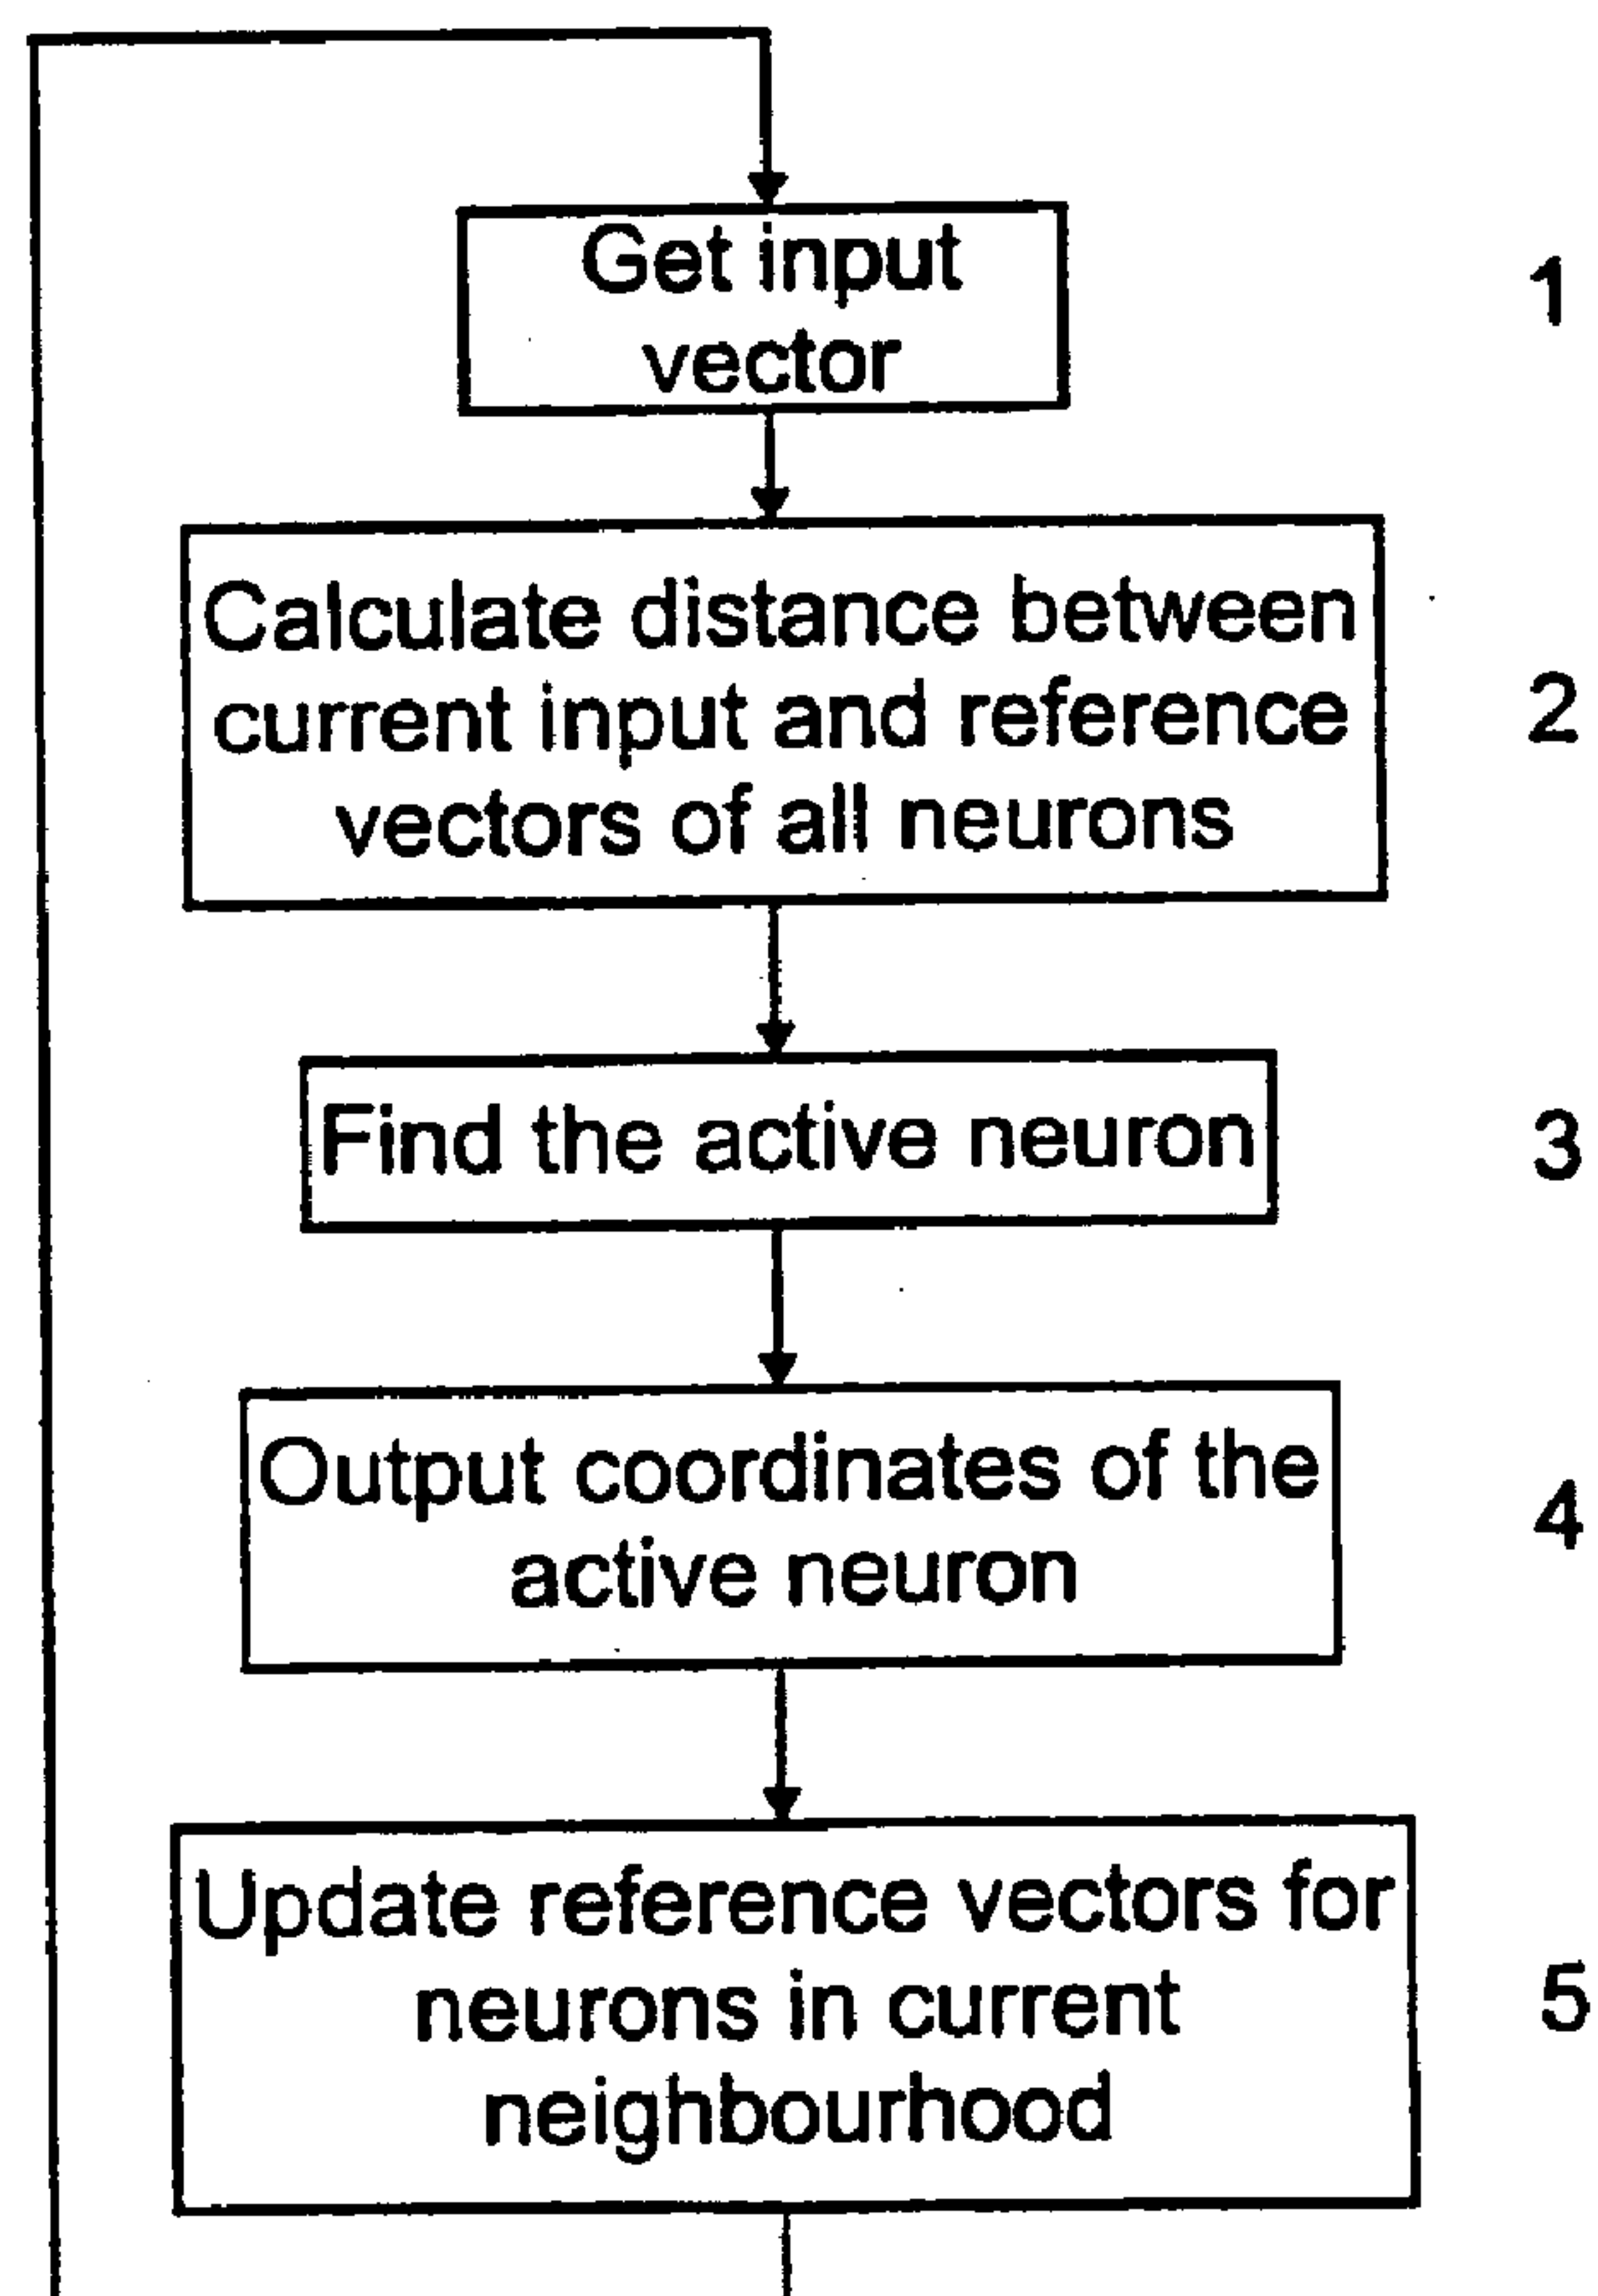 Get input
vector
1
Calculate distance between
current input and reference
vectors of all neurons
2
Find the active neuron
3
Output coordinates of the
active neuron
4
Update reference vectors for
neurons in current
neighbourhood
5